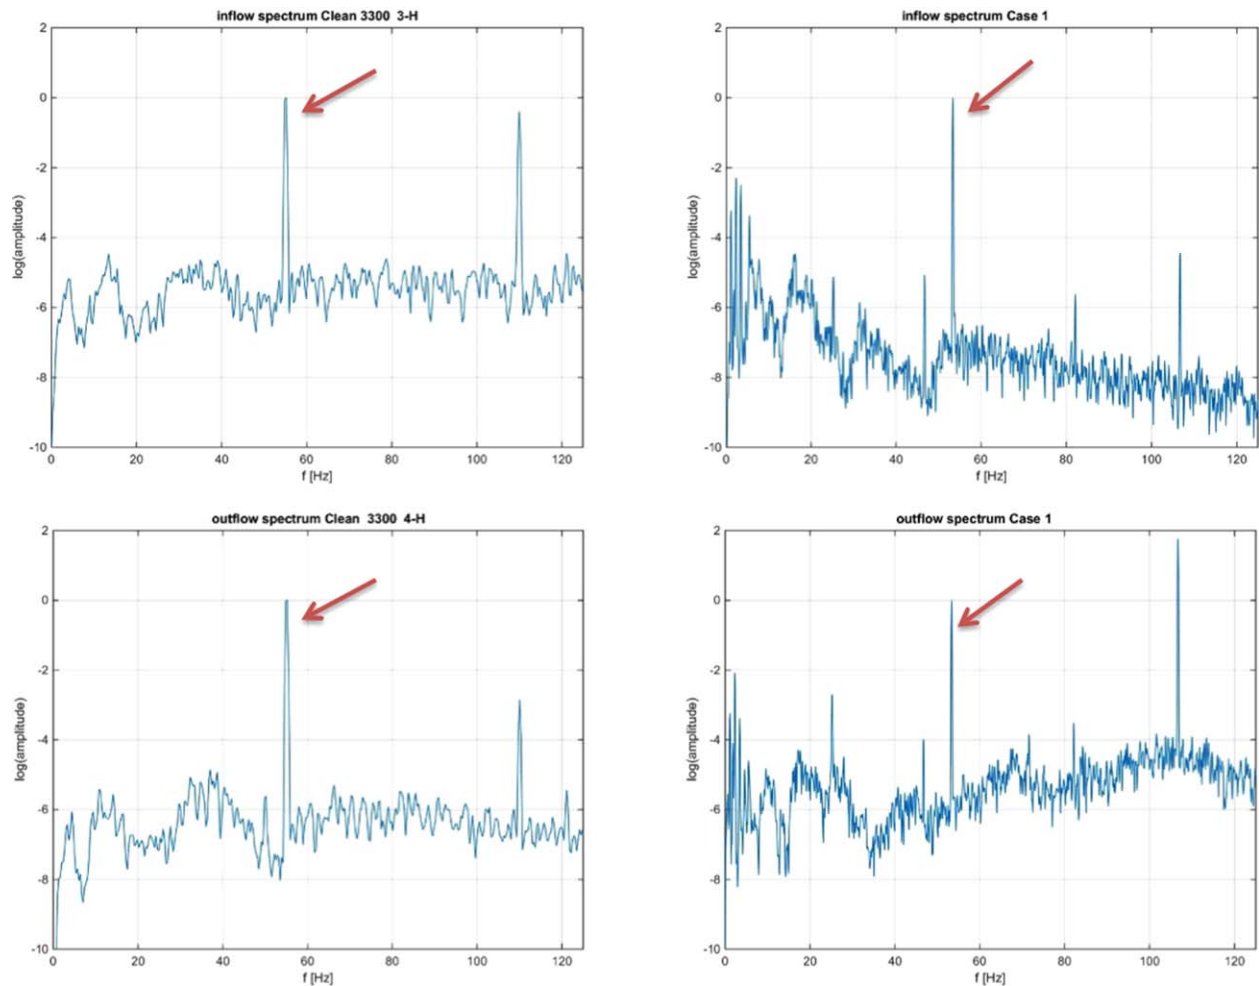 inflow spectrum Clean 3300 3-H
2
0
-2
-4
-6
-8
-10
log(amplitude)
0 20 40 60 80 100 120
f [Hz]
inflow spectrum Case 1
2
0
-2
-4
-6
-8
-10
log(amplitude)
0 20 40 60 80 100 120
f [Hz]
outflow spectrum Clean 3300 4-H
2
0
-2
-4
-6
-8
-10
log(amplitude)
0 20 40 60 80 100 120
f [Hz]
outflow spectrum Case 1
2
0
-2
-4
-6
-8
-10
log(amplitude)
0 20 40 60 80 100 120
f [Hz]